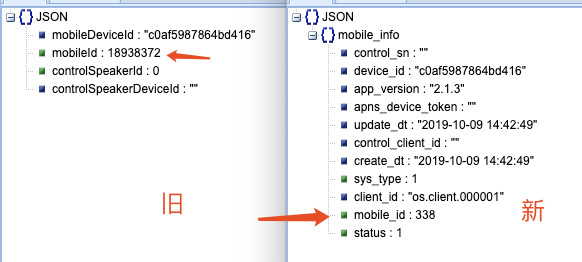 JSON
mobileDeviceId : "c0af5987864bd416"
mobileId : 18938372
controlSpeakerId : 0
controlSpeakerDeviceId : ""
旧
JSON
mobile_info
control_sn : ""
device_id : "c0af5987864bd416"
app_version : "2.1.3"
apns_device_token : ""
update_dt : "2019-10-09 14:42:49"
control_client_id : ""
create_dt : "2019-10-09 14:42:49"
sys_type : 1
client_id : "os.client.000001"
mobile_id : 338
status : 1
新